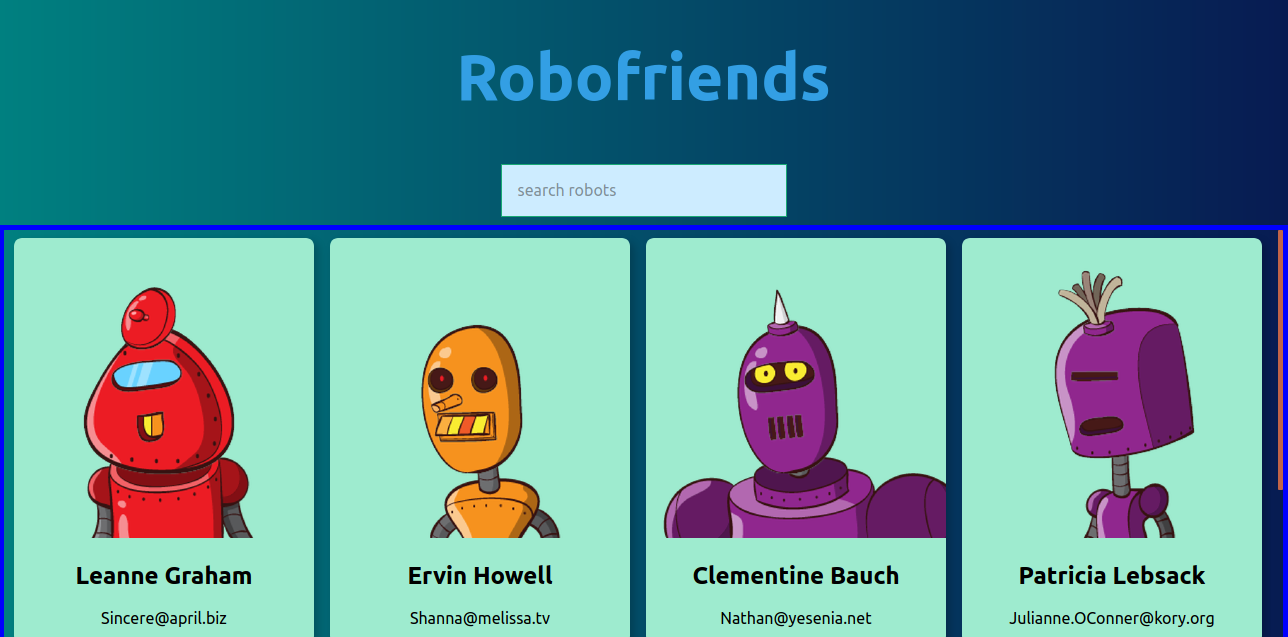 Robofriends
search robots
Leanne Graham
Sincere@april.biz
Ervin Howell
Shanna@melissa.tv
Clementine Bauch
Nathan@yesenia.net
Patricia Lebsack
Julianne.OConner@kory.org